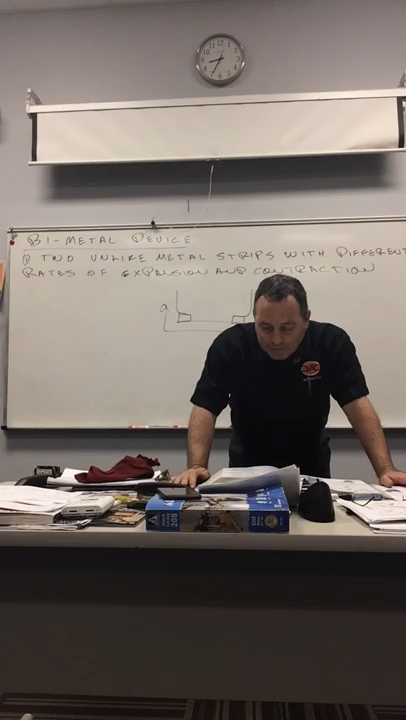 BI-METAL DEVICE
1) TWO UNLIKE METAL STRIPS WITH DIFFERENT
RATES OF EXPANSION AND CONTRACTION